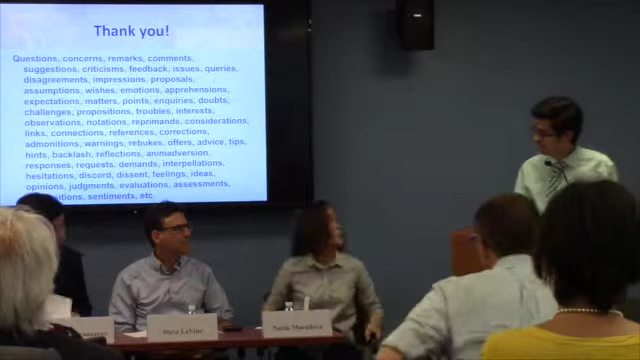 Thank you!
Questions, concerns, remarks, comments,
suggestions, criticisms, feedback, issues, queries,
disagreements, impressions, proposals,
assumptions, wishes, emotions, apprehensions,
expectations, matters, points, enquiries, doubts,
challenges, propositions, troubles, interests,
observations, notations, reprimands, considerations,
links, connections, references, corrections,
admonitions, warnings, rebukes, offers, advice, tips,
hints, backlash, reflections, animadversion,
responses, requests, demands, interpellations,
hesitations, discord, dissent, feelings, ideas,
opinions, judgments, evaluations, assessments,
sentiments, etc.
Steve LeVine